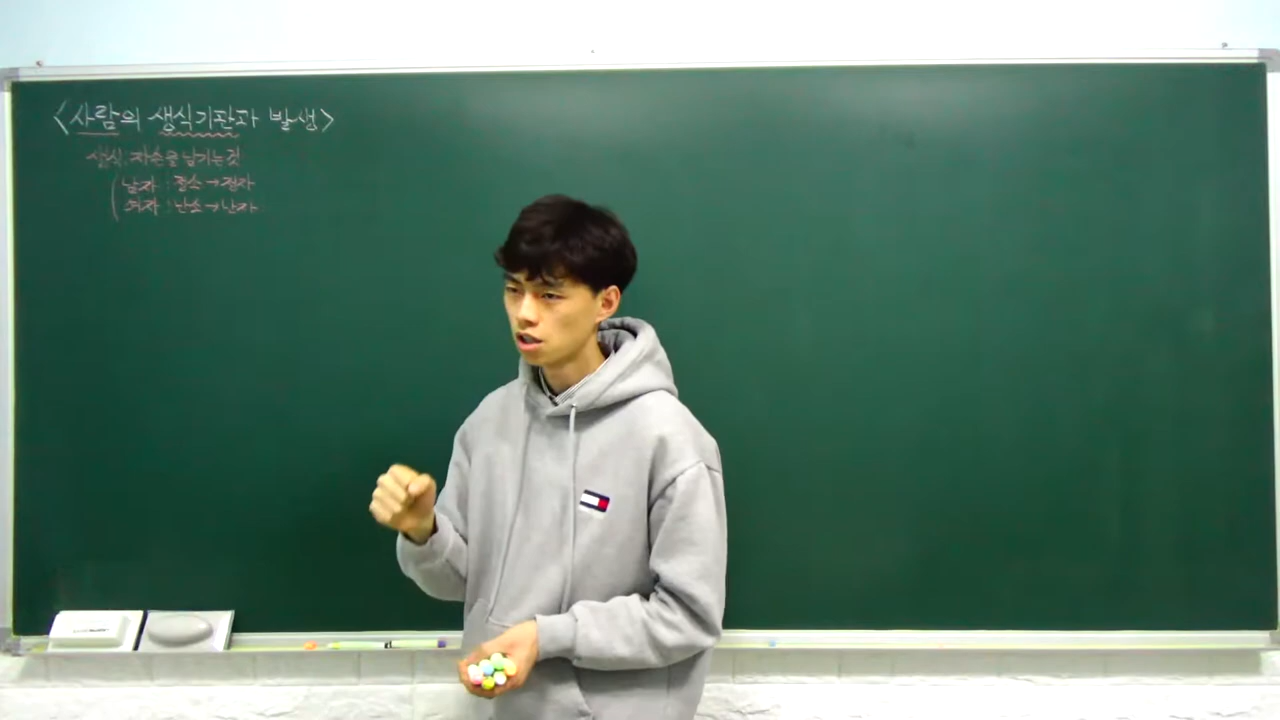 <사람의 생식기관과 발생>
생식 : 자손을 남기는 것
남자 : 정소 → 정자
여자 : 난소 → 난자